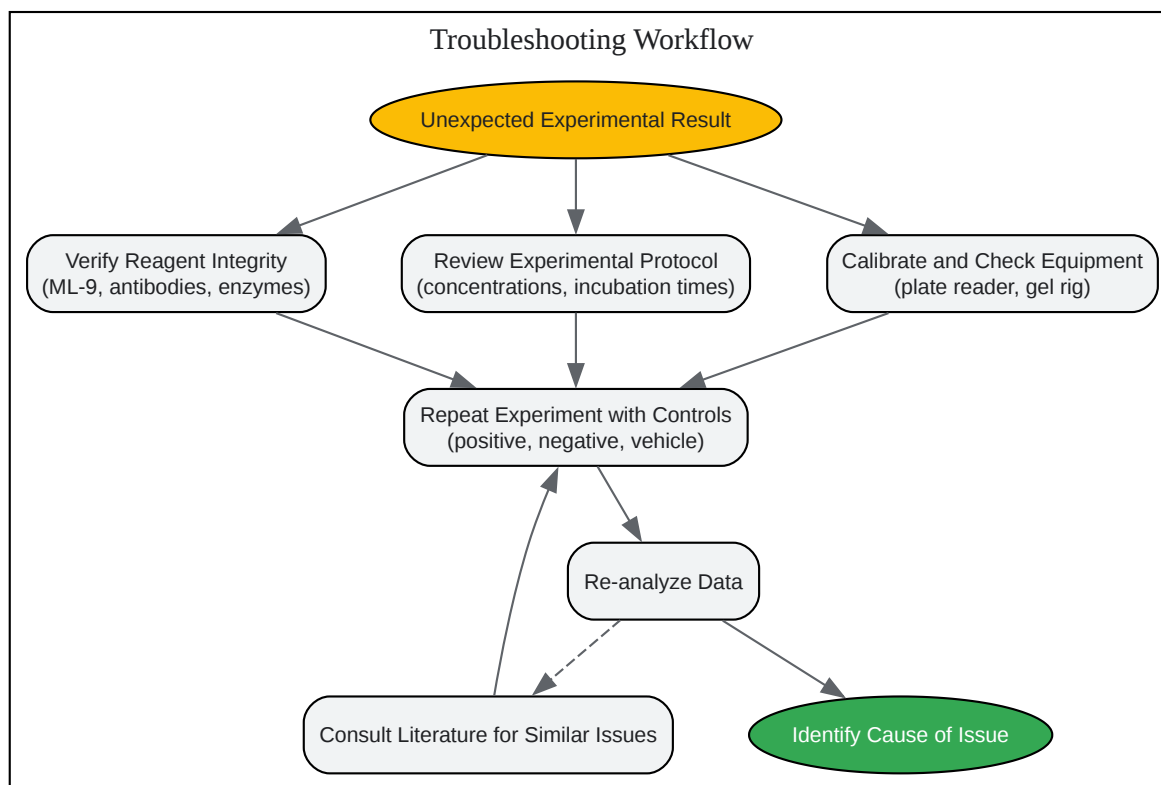 Troubleshooting Workflow
Unexpected Experimental Result
Verify Reagent Integrity
(ML-9, antibodies, enzymes)
Review Experimental Protocol
(concentrations, incubation times)
Calibrate and Check Equipment
(plate reader, gel rig)
Repeat Experiment with Controls
(positive, negative, vehicle)
Re-analyze Data
Consult Literature for Similar Issues
Identify Cause of Issue